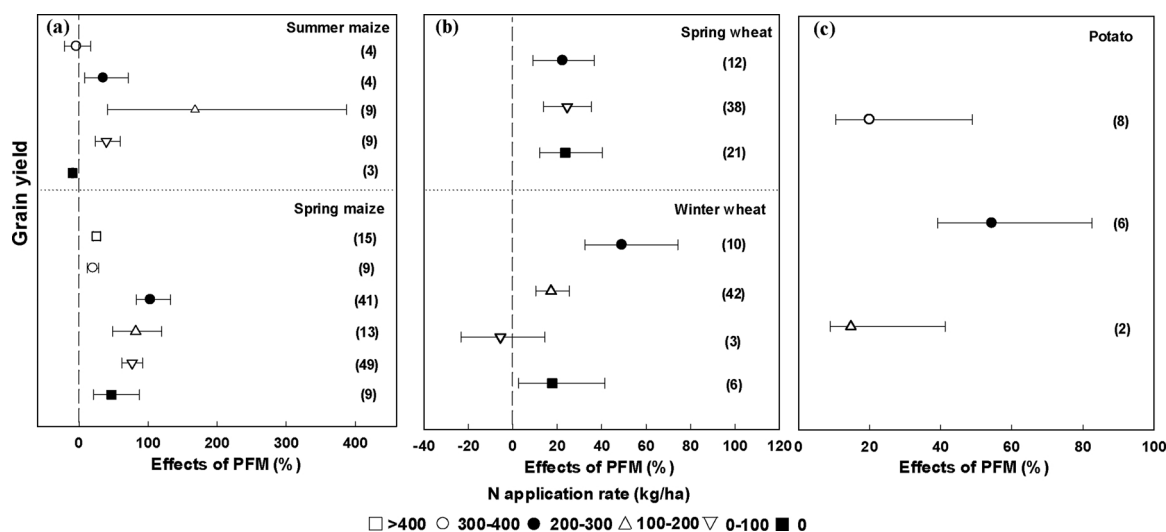 (a)
Summer maize
(4)
(4)
(9)
(9)
(3)
Spring maize
(15)
(9)
(41)
(13)
(49)
(9)
Grain yield
0 100 200 300 400
Effects of PFM (%)
(b)
Spring wheat
(12)
(38)
(21)
Winter wheat
(10)
(42)
(3)
(6)
-40 -20 0 20 40 60 80 100 120
Effects of PFM (%)
(c)
Potato
(8)
(6)
(2)
0 20 40 60 80 100
Effects of PFM (%)
N application rate (kg/ha)
>400 300-400 200-300 100-200 0-100 0